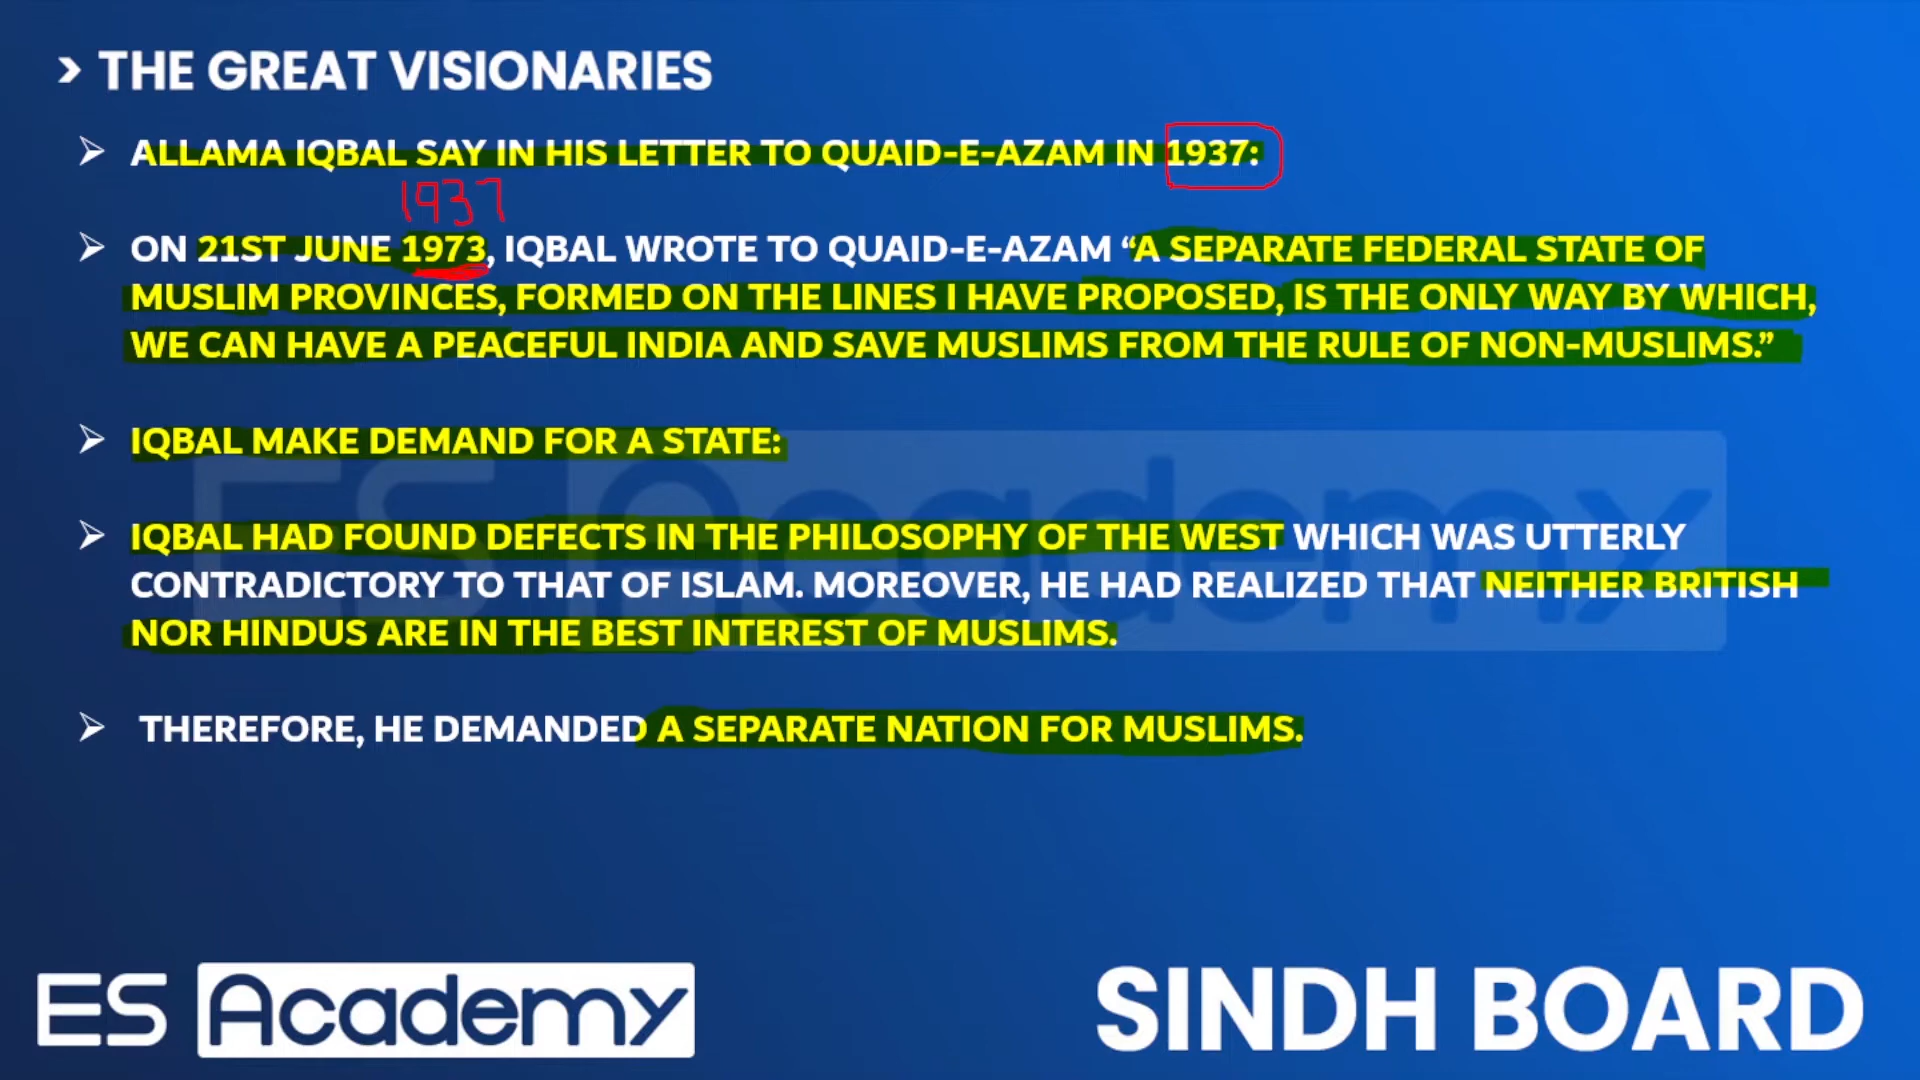 > THE GREAT VISIONARIES
ALLAMA IQBAL SAY IN HIS LETTER TO QUAID-E-AZAM IN 1937:
1937
ON 21ST JUNE 1973, IQBAL WROTE TO QUAID-E-AZAM “A SEPARATE FEDERAL STATE OF
MUSLIM PROVINCES, FORMED ON THE LINES I HAVE PROPOSED, IS THE ONLY WAY BY WHICH,
WE CAN HAVE A PEACEFUL INDIA AND SAVE MUSLIMS FROM THE RULE OF NON-MUSLIMS.”
IQBAL MAKE DEMAND FOR A STATE:
IQBAL HAD FOUND DEFECTS IN THE PHILOSOPHY OF THE WEST WHICH WAS UTTERLY
CONTRADICTORY TO THAT OF ISLAM. MOREOVER, HE HAD REALIZED THAT NEITHER BRITISH
NOR HINDUS ARE IN THE BEST INTEREST OF MUSLIMS.
THEREFORE, HE DEMANDED A SEPARATE NATION FOR MUSLIMS.
ES Academy
ES Academy
SINDH BOARD